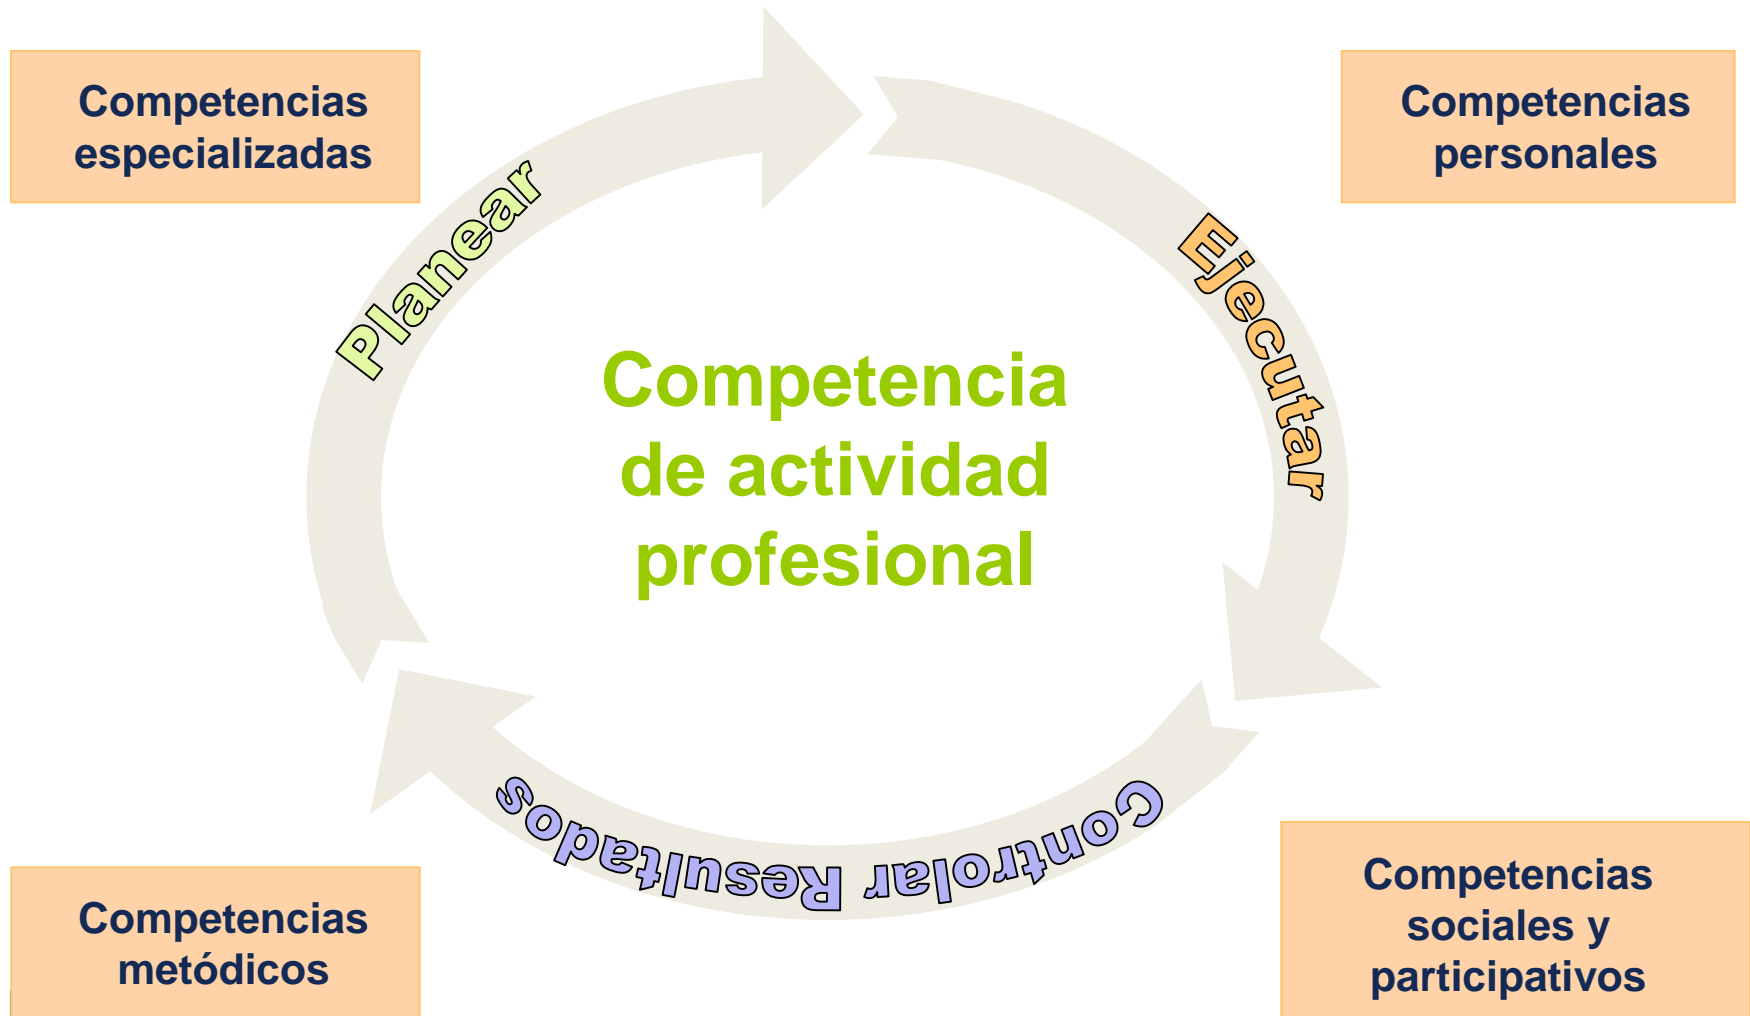 Competencias
especializadas
Competencias
personales
Planear
Ejecutar
Competencia
de actividad
profesional
Controlar Resultados
Competencias
metódicos
Competencias
sociales y
participativos